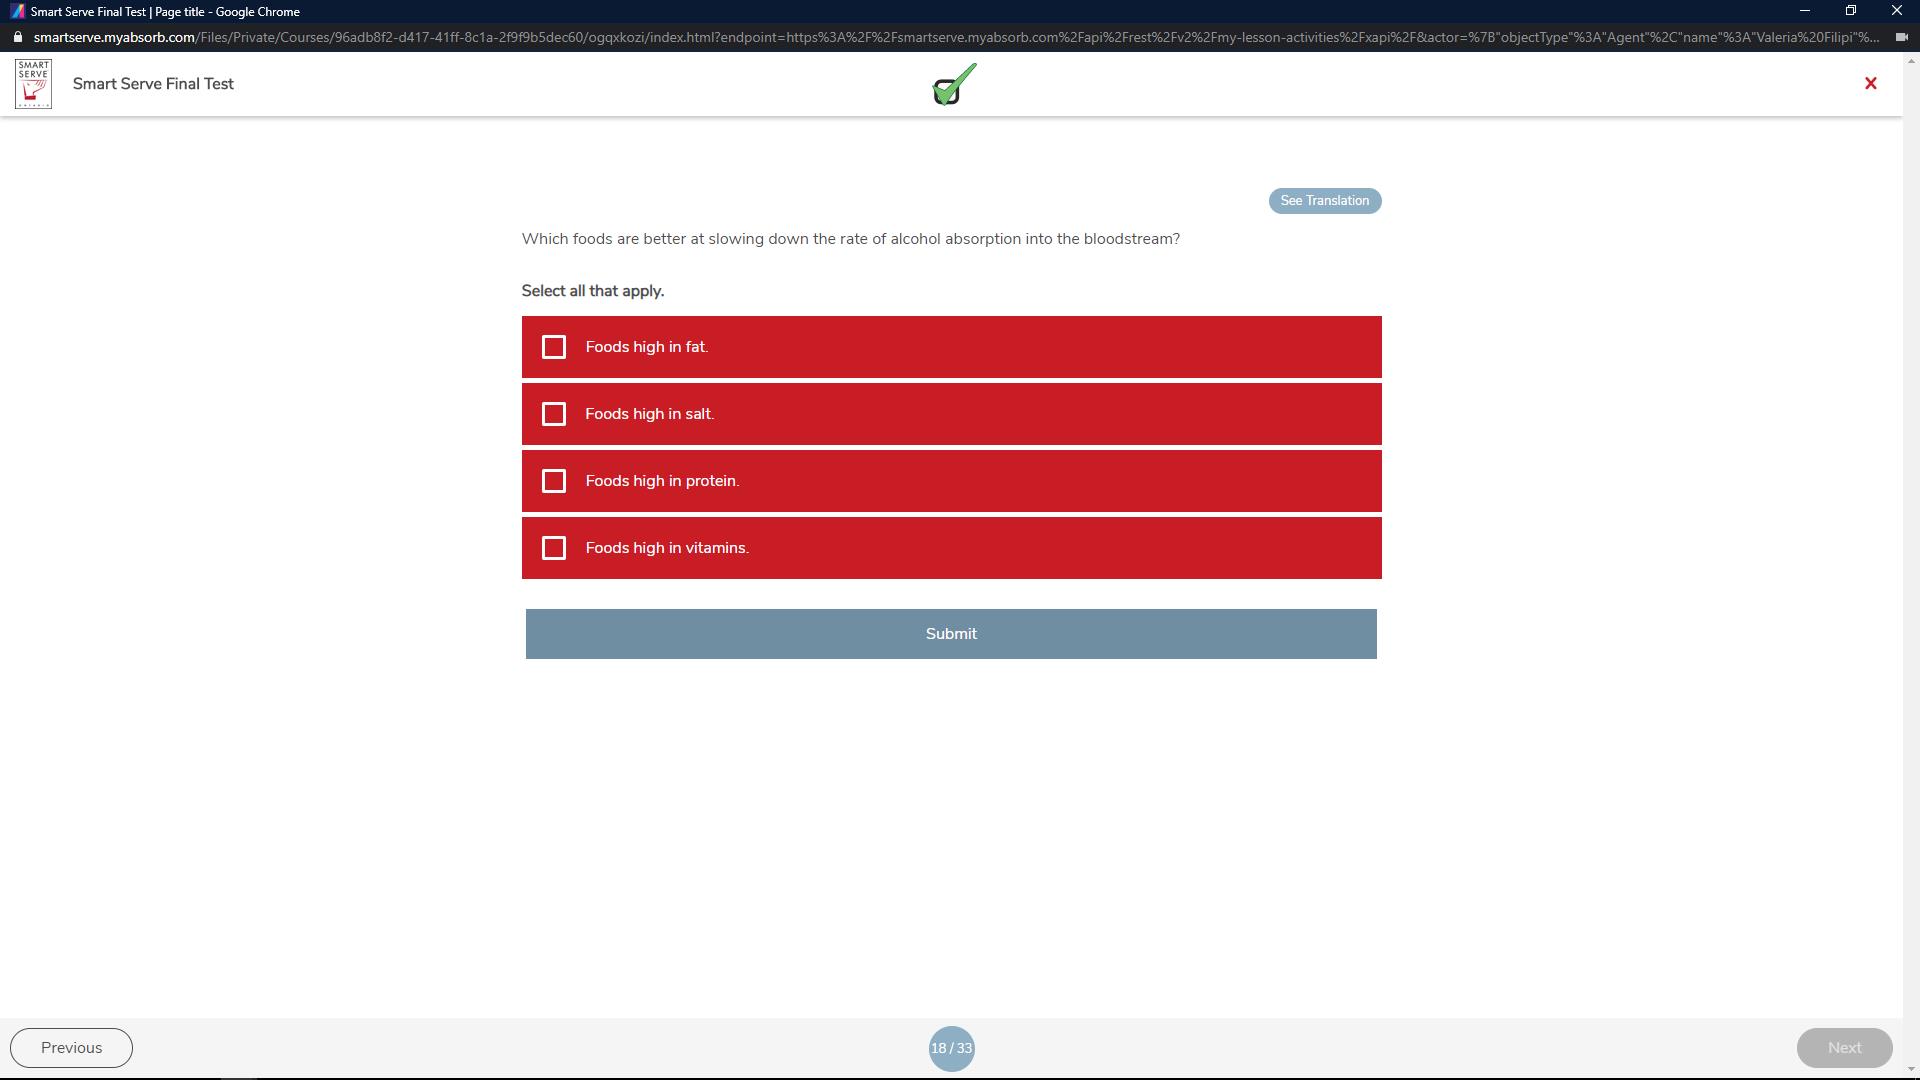 Smart Serve Final Test | Page title - Google Chrome
smartserve.myabsorb.com/Files/Private/Courses/96adb8f2-d417-41ff-8c1a-2f9f9b5dec60/ogqxkozi/index.html?endpoint=https%3A%2F%2Fsmartserve.myabsorb.com%2Fapi%2Frest%2Fv2%2Fmy-lesson-activities%2Fxapi%2F&actor=%7B"objectType"%3A"Agent"%2C"name"%3A"Valeria%20Filipi"%...
SMART
SERVE
ONTARIO
Smart Serve Final Test
See Translation
Which foods are better at slowing down the rate of alcohol absorption into the bloodstream?
Select all that apply.
Foods high in fat.
Foods high in salt.
Foods high in protein.
Foods high in vitamins.
Submit
Previous
18 / 33
Next